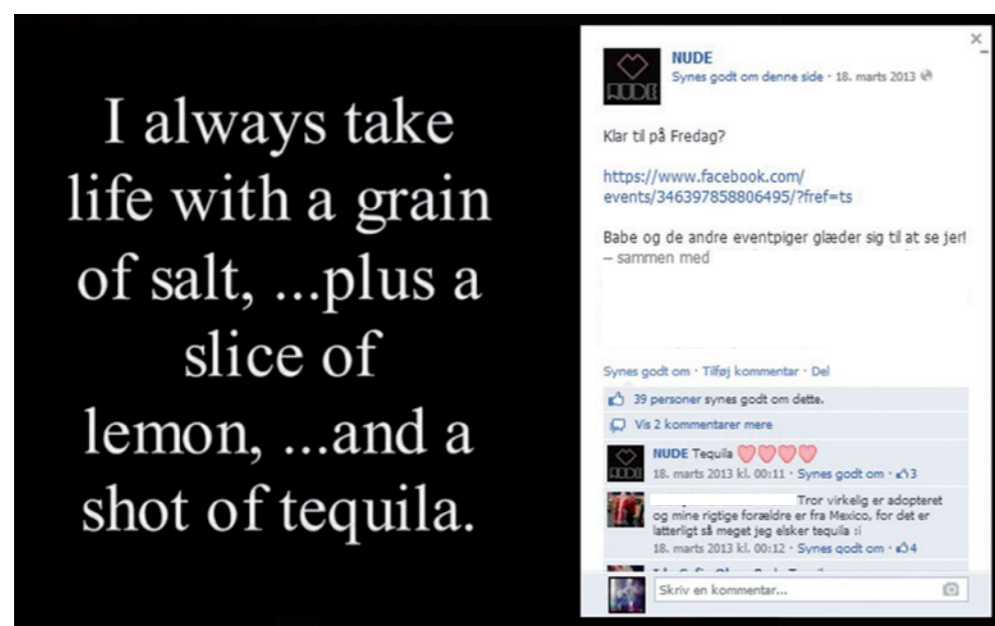 I always take
life with a grain
of salt, ...plus a
slice of
lemon, ...and a
shot of tequila.
NUDE
NUDE
Synes godt om denne side · 18. marts 2013
Klar til på Fredag?
https://www.facebook.com/
events/346397858806495/?fref=ts
Babe og de andre eventpiger glæder sig til at se jer!
– sammen med
Synes godt om · Tilføj kommentar · Del
39 personer synes godt om dette.
Vis 2 kommentarer mere
NUDE
NUDE Tequila
18. marts 2013 kl. 00:11 · Synes godt om · 3
Tror virkelig er adopteret
og mine rigtige forældre er fra Mexico, for det er
latterligt så meget jeg elsker tequila :i
18. marts 2013 kl. 00:12 · Synes godt om · 4
Skriv en kommentar...